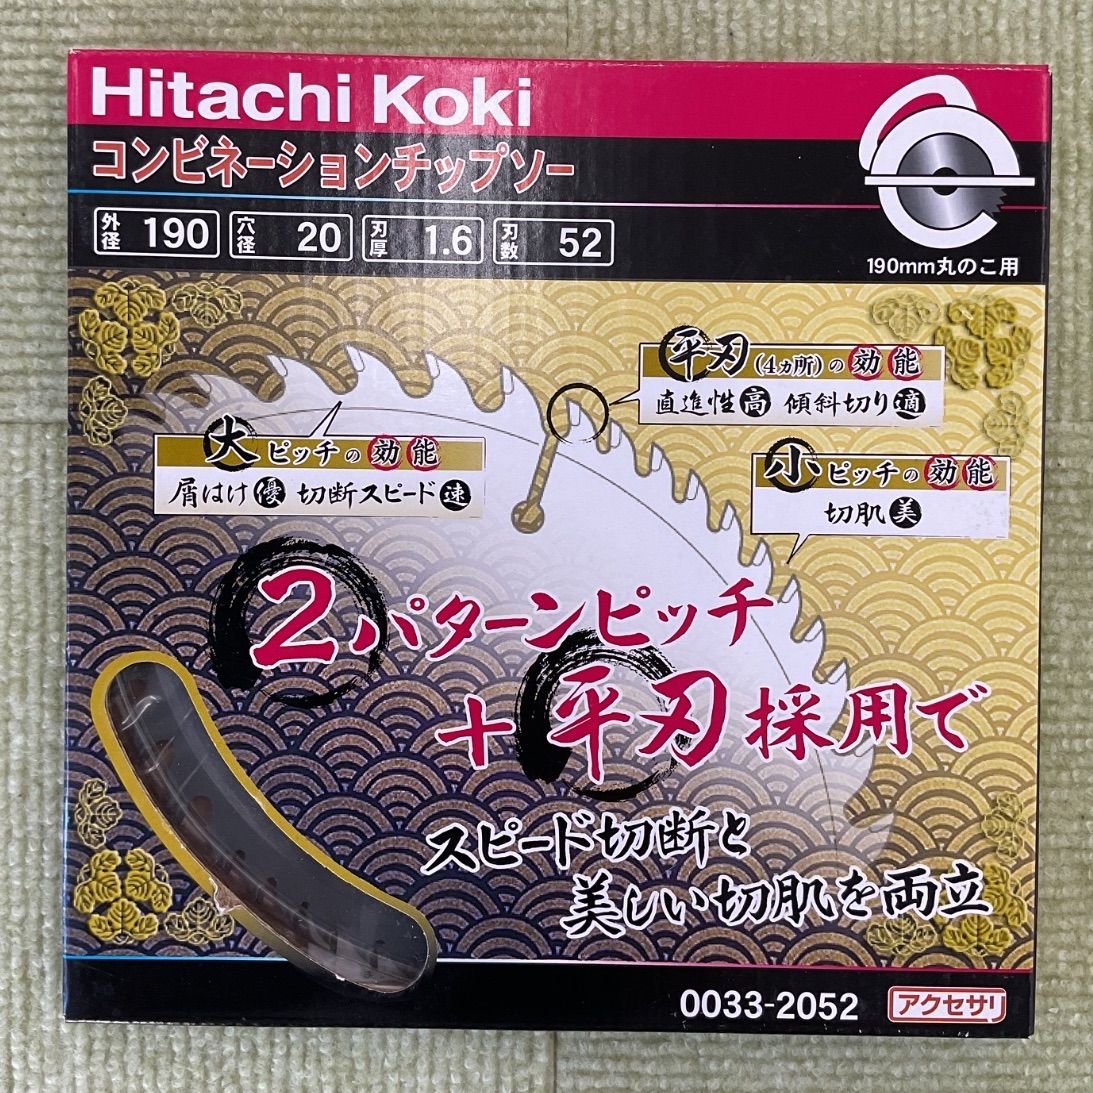 Hitachi Koki
コンビネーションチップソー
外径 190 穴径 20 刃厚 1.6 刃数 52
190mm丸のこ用
平刃(4ヵ所)の効能
直進性高 傾斜切り適
大ピッチの効能
屑はけ優 切断スピード速
小ピッチの効能
切肌美
2パターンピッチ
+平刃採用で
スピード切断と
美しい切肌を両立
0033-2052 アクセサリ